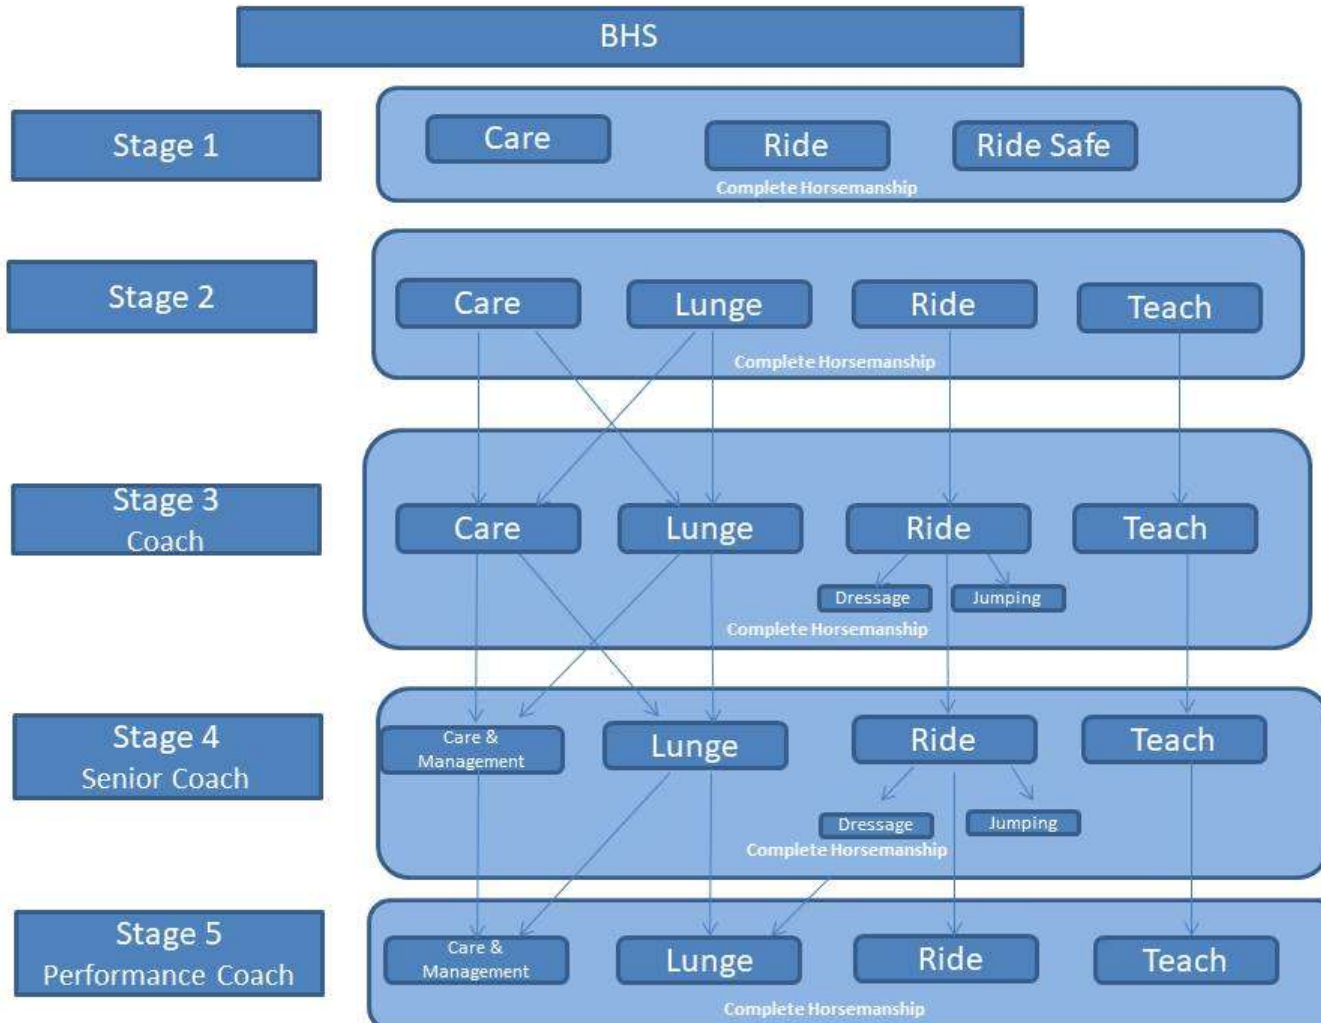 BHS
Stage 1
Care
Ride
Ride Safe
Complete Horsemanship
Stage 2
Care
Lunge
Ride
Teach
Complete Horsemanship
Stage 3
Coach
Care
Lunge
Ride
Teach
Dressage
Jumping
Complete Horsemanship
Stage 4
Senior Coach
Care &
Management
Lunge
Ride
Teach
Dressage
Jumping
Complete Horsemanship
Stage 5
Performance Coach
Care &
Management
Lunge
Ride
Teach
Complete Horsemanship